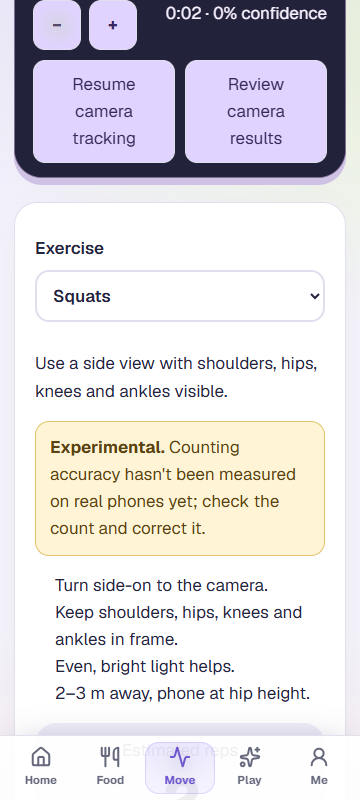 0:02 · 0% confidence
− +
Resume camera tracking
Review camera results
Exercise
Squats
Use a side view with shoulders, hips,
knees and ankles visible.
Experimental. Counting
accuracy hasn't been measured
on real phones yet; check the
count and correct it.
Turn side-on to the camera.
Keep shoulders, hips, knees and
ankles in frame.
Even, bright light helps.
2–3 m away, phone at hip height.
Estimated reps
Home Food Move Play Me